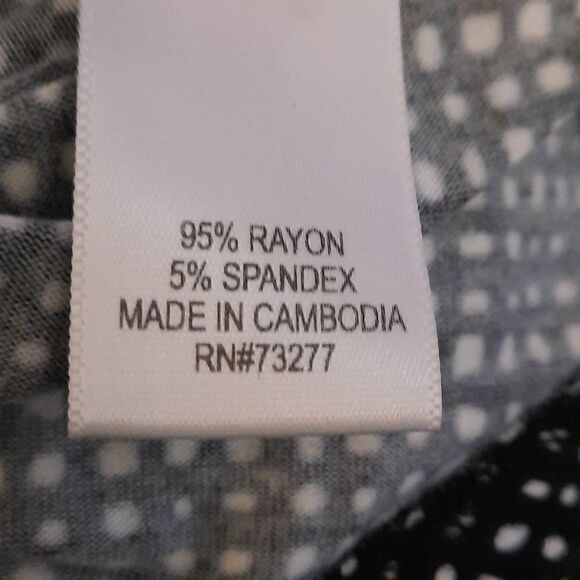 95% RAYON
5% SPANDEX
MADE IN CAMBODIA
RN#73277